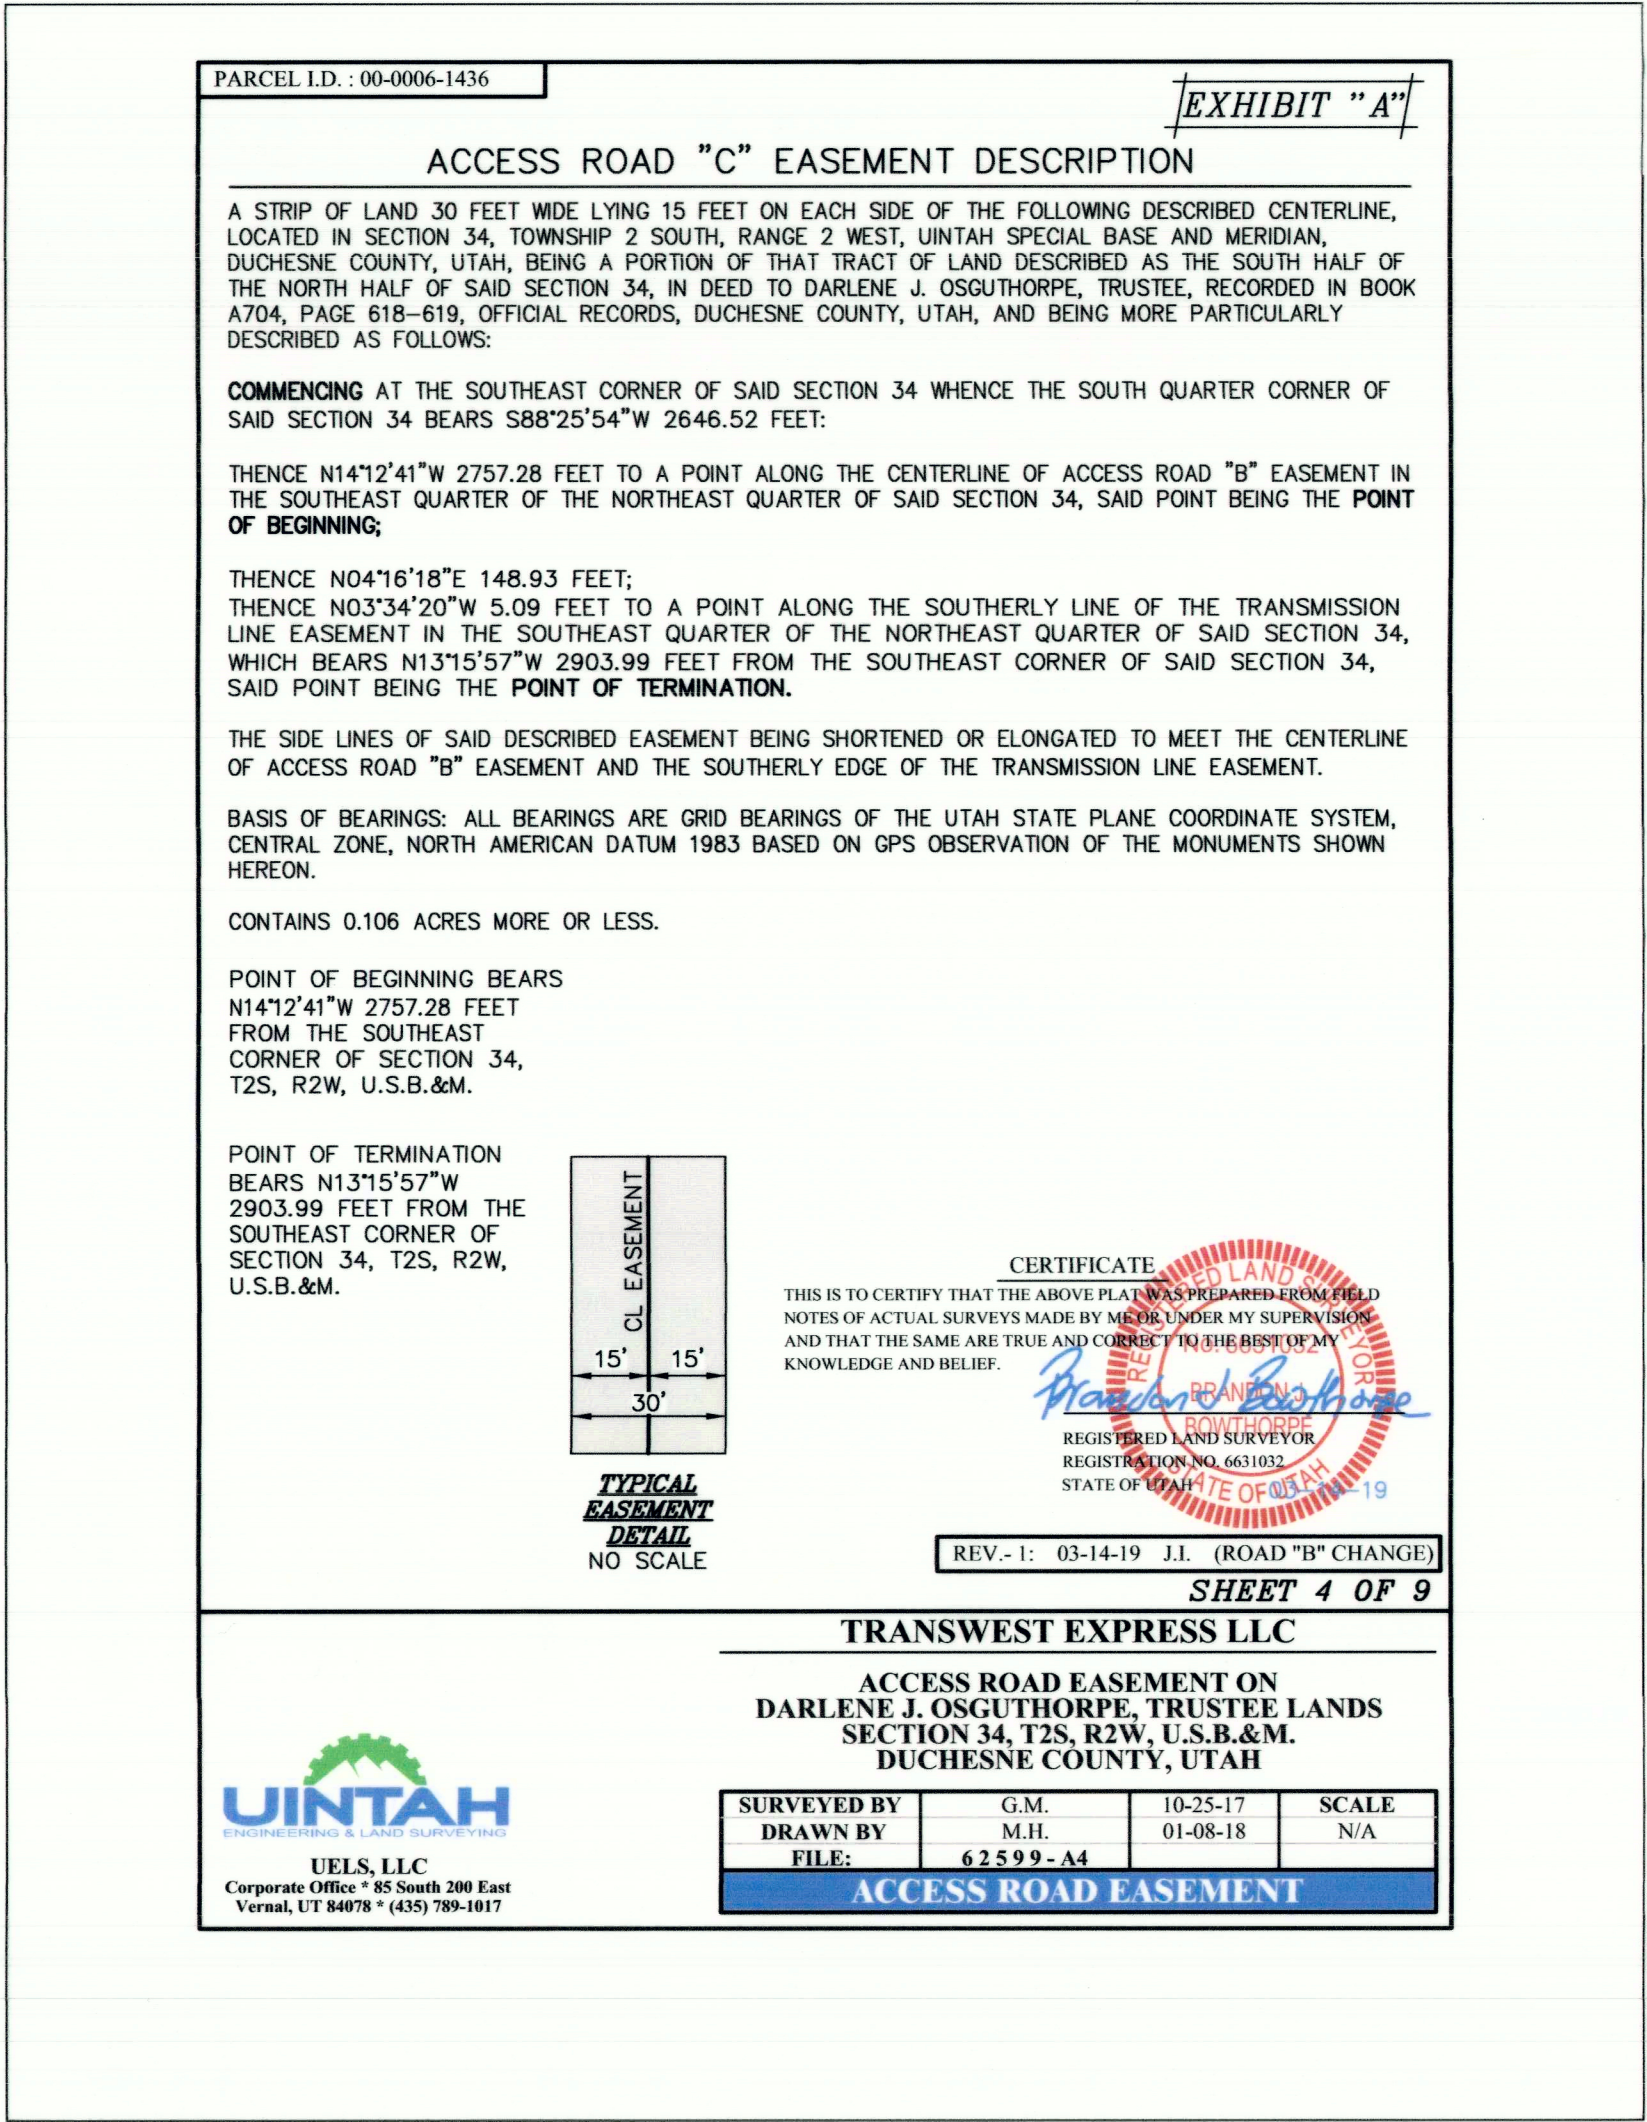 PARCEL I.D. : 00-0006-1436
EXHIBIT "A"
ACCESS ROAD "C" EASEMENT DESCRIPTION
A STRIP OF LAND 30 FEET WIDE LYING 15 FEET ON EACH SIDE OF THE FOLLOWING DESCRIBED CENTERLINE,
LOCATED IN SECTION 34, TOWNSHIP 2 SOUTH, RANGE 2 WEST, UINTAH SPECIAL BASE AND MERIDIAN,
DUCHESNE COUNTY, UTAH, BEING A PORTION OF THAT TRACT OF LAND DESCRIBED AS THE SOUTH HALF OF
THE NORTH HALF OF SAID SECTION 34, IN DEED TO DARLENE J. OSGUTHORPE, TRUSTEE, RECORDED IN BOOK
A704, PAGE 618-619, OFFICIAL RECORDS, DUCHESNE COUNTY, UTAH, AND BEING MORE PARTICULARLY
DESCRIBED AS FOLLOWS:
COMMENCING AT THE SOUTHEAST CORNER OF SAID SECTION 34 WHENCE THE SOUTH QUARTER CORNER OF
SAID SECTION 34 BEARS S88°25'54"W 2646.52 FEET:
THENCE N14°12'41"W 2757.28 FEET TO A POINT ALONG THE CENTERLINE OF ACCESS ROAD "B" EASEMENT IN
THE SOUTHEAST QUARTER OF THE NORTHEAST QUARTER OF SAID SECTION 34, SAID POINT BEING THE POINT
OF BEGINNING;
THENCE N04°16'18"E 148.93 FEET;
THENCE N03°34'20"W 5.09 FEET TO A POINT ALONG THE SOUTHERLY LINE OF THE TRANSMISSION
LINE EASEMENT IN THE SOUTHEAST QUARTER OF THE NORTHEAST QUARTER OF SAID SECTION 34,
WHICH BEARS N13°15'57"W 2903.99 FEET FROM THE SOUTHEAST CORNER OF SAID SECTION 34,
SAID POINT BEING THE POINT OF TERMINATION.
THE SIDE LINES OF SAID DESCRIBED EASEMENT BEING SHORTENED OR ELONGATED TO MEET THE CENTERLINE
OF ACCESS ROAD "B" EASEMENT AND THE SOUTHERLY EDGE OF THE TRANSMISSION LINE EASEMENT.
BASIS OF BEARINGS: ALL BEARINGS ARE GRID BEARINGS OF THE UTAH STATE PLANE COORDINATE SYSTEM,
CENTRAL ZONE, NORTH AMERICAN DATUM 1983 BASED ON GPS OBSERVATION OF THE MONUMENTS SHOWN
HEREON.
CONTAINS 0.106 ACRES MORE OR LESS.
POINT OF BEGINNING BEARS
N14°12'41"W 2757.28 FEET
FROM THE SOUTHEAST
CORNER OF SECTION 34,
T2S, R2W, U.S.B.&M.
POINT OF TERMINATION
BEARS N13°15'57"W
2903.99 FEET FROM THE
SOUTHEAST CORNER OF
SECTION 34, T2S, R2W,
U.S.B.&M.
CL EASEMENT
15' 15'
30'
TYPICAL
EASEMENT
DETAIL
NO SCALE
CERTIFICATE
THIS IS TO CERTIFY THAT THE ABOVE PLAT WAS PREPARED FROM FIELD
NOTES OF ACTUAL SURVEYS MADE BY ME OR UNDER MY SUPERVISION
AND THAT THE SAME ARE TRUE AND CORRECT TO THE BEST OF MY
KNOWLEDGE AND BELIEF.
REGISTERED LAND SURVEYOR
No. 6631032
BRANDON J.
BOWTHORPE
STATE OF UTAH
Brandon J Bowthorpe
REGISTERED LAND SURVEYOR
REGISTRATION NO. 6631032
STATE OF UTAH
03-14-19
REV.- 1: 03-14-19 J.I. (ROAD "B" CHANGE)
SHEET 4 OF 9
TRANSWEST EXPRESS LLC
ACCESS ROAD EASEMENT ON
DARLENE J. OSGUTHORPE, TRUSTEE LANDS
SECTION 34, T2S, R2W, U.S.B.&M.
DUCHESNE COUNTY, UTAH
UINTAH
ENGINEERING & LAND SURVEYING
UELS, LLC
Corporate Office * 85 South 200 East
Vernal, UT 84078 * (435) 789-1017
SURVEYED BY G.M. 10-25-17 SCALE
DRAWN BY M.H. 01-08-18 N/A
FILE: 62599-A4
ACCESS ROAD EASEMENT